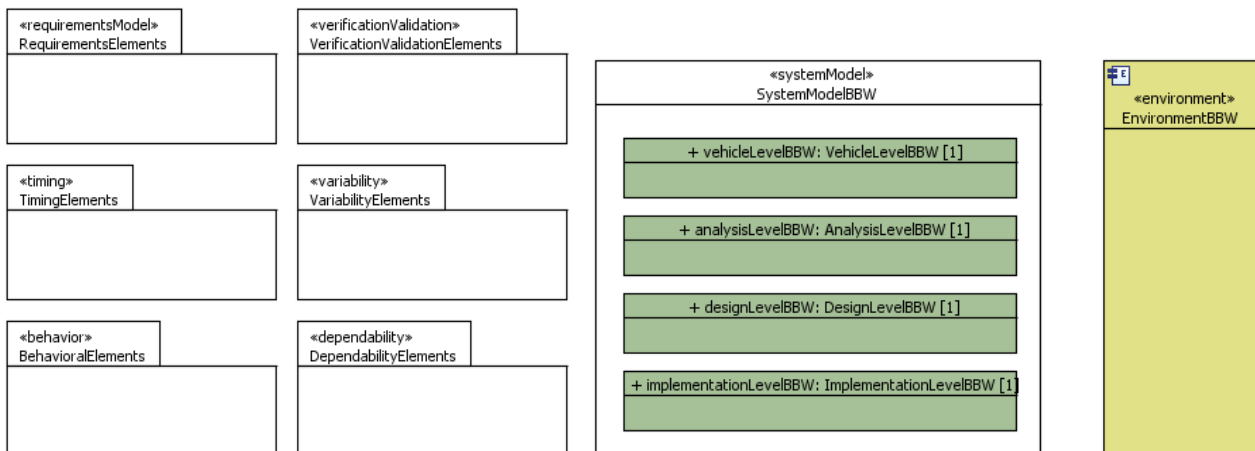 «requirementsModel»
RequirementsElements
«verificationValidation»
VerificationValidationElements
«timing»
TimingElements
«variability»
VariabilityElements
«behavior»
BehavioralElements
«dependability»
DependabilityElements
«systemModel»
SystemModelBBW
+ vehicleLevelBBW: VehicleLevelBBW [1]
+ analysisLevelBBW: AnalysisLevelBBW [1]
+ designLevelBBW: DesignLevelBBW [1]
+ implementationLevelBBW: ImplementationLevelBBW [1]
E
«environment»
EnvironmentBBW